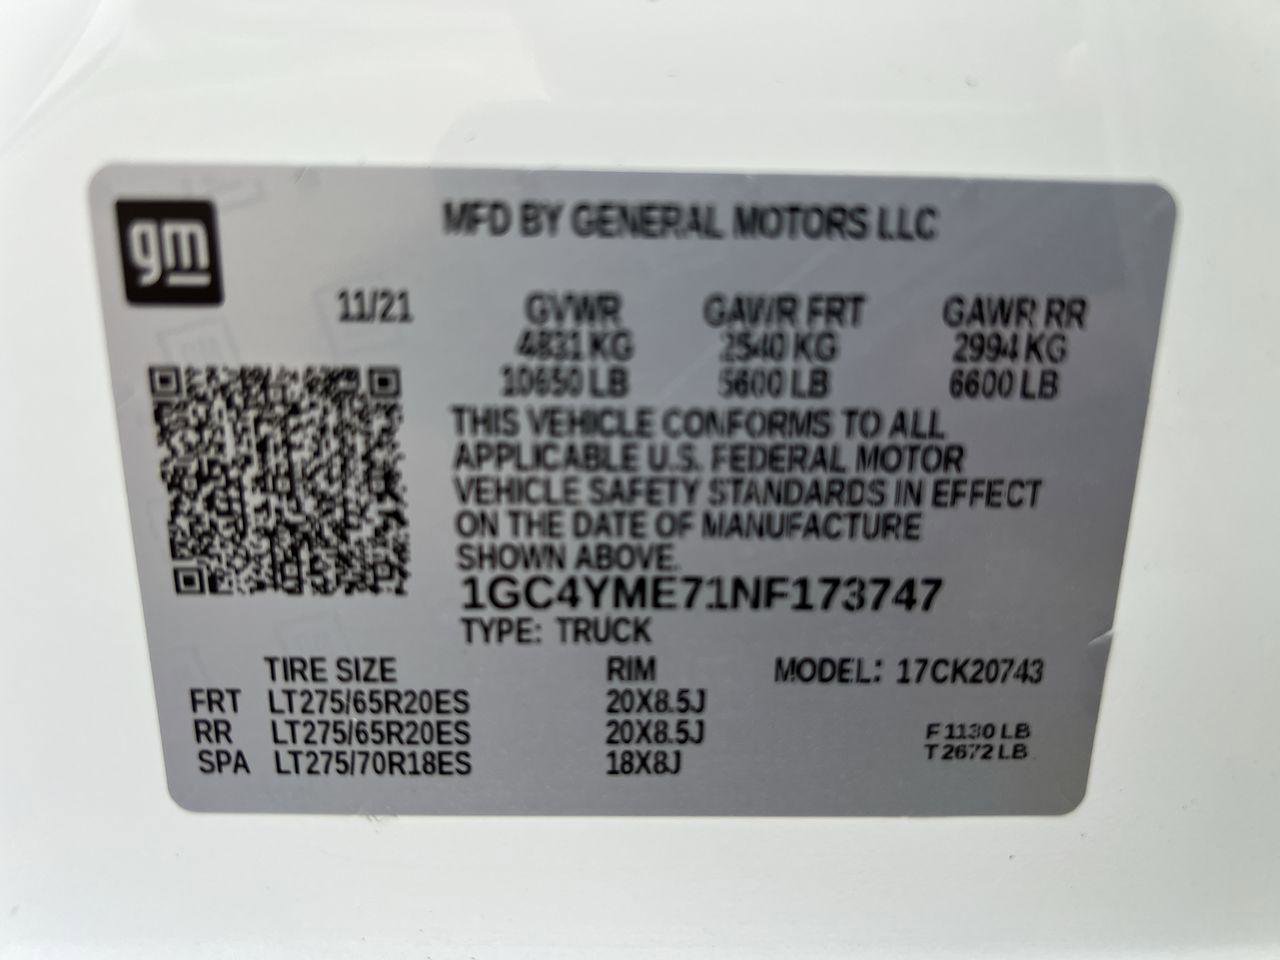 gm
MFD BY GENERAL MOTORS LLC
11/21 GVWR GAWR FRT GAWR RR
4831 KG 2540 KG 2994 KG
10650 LB 5600 LB 6600 LB
THIS VEHICLE CONFORMS TO ALL
APPLICABLE U.S. FEDERAL MOTOR
VEHICLE SAFETY STANDARDS IN EFFECT
ON THE DATE OF MANUFACTURE
SHOWN ABOVE.
1GC4YME71NF173747
TYPE: TRUCK
TIRE SIZE RIM MODEL: 17CK20743
FRT LT275/65R20ES 20X8.5J
RR LT275/65R20ES 20X8.5J F 1130 LB
SPA LT275/70R18ES 18X8J T 2672 LB